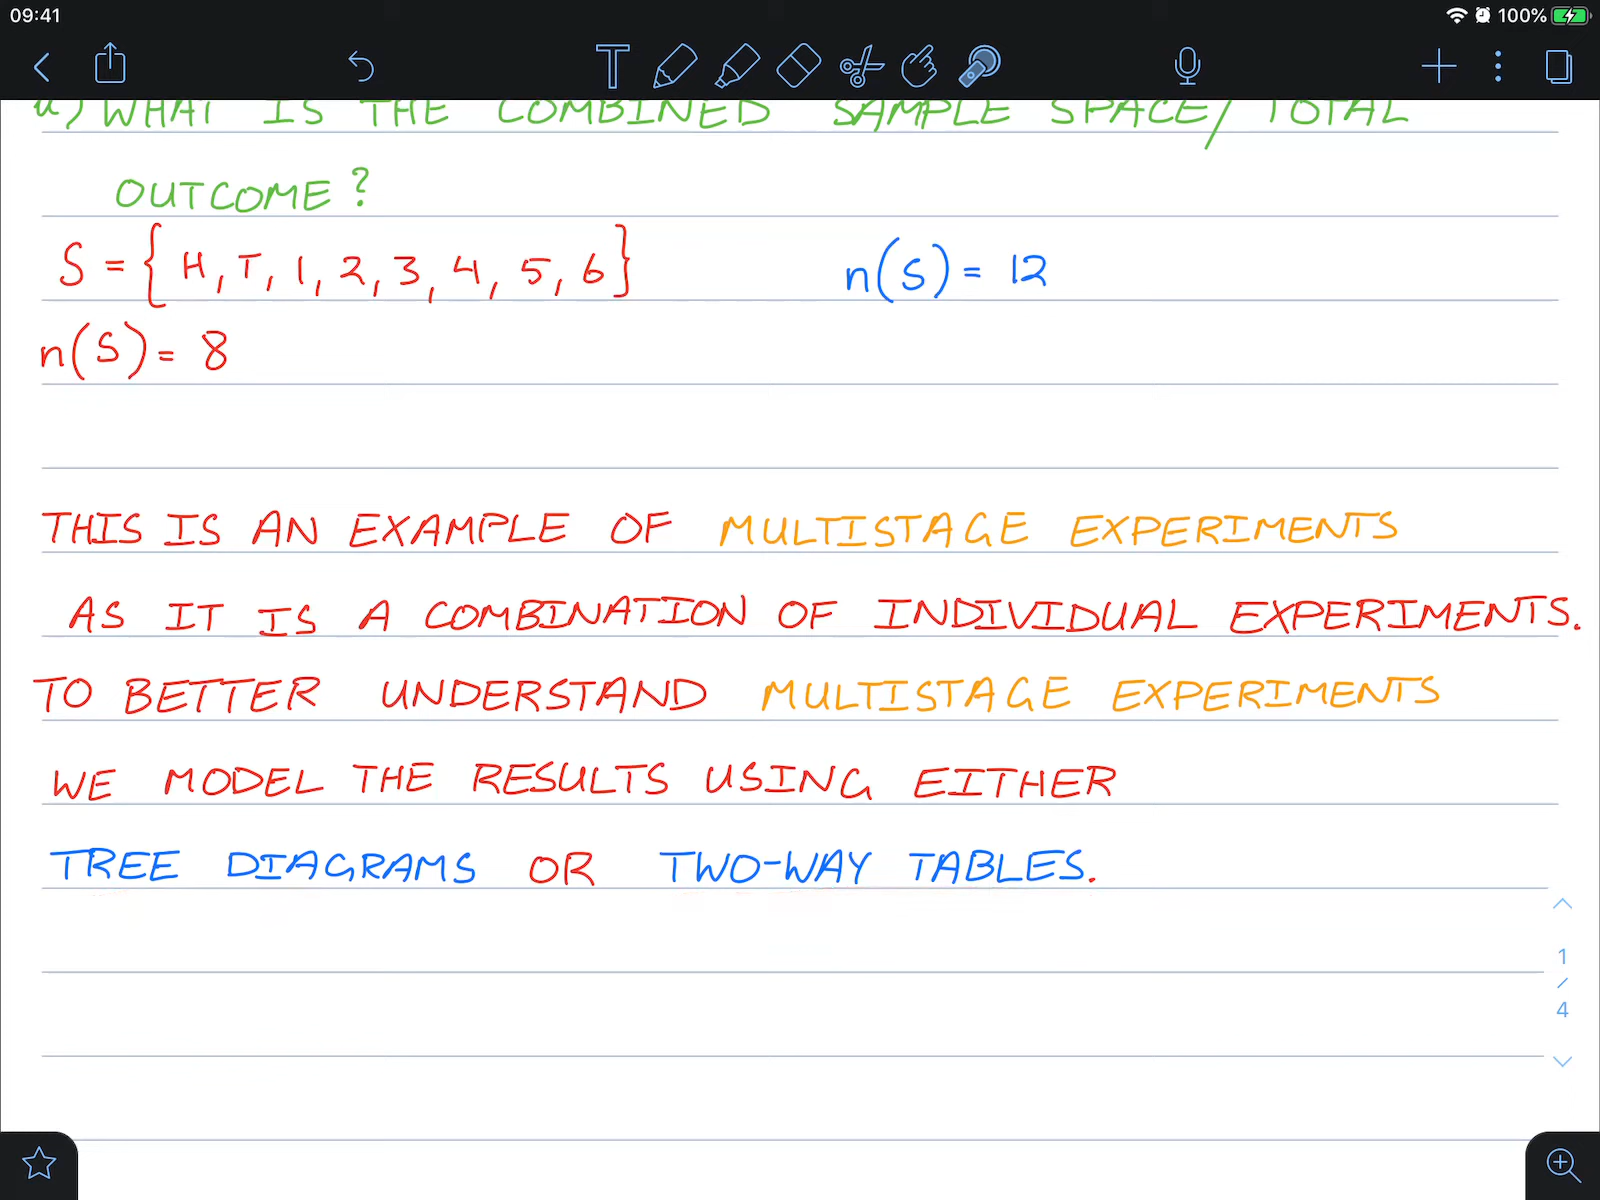 09:41
100%
WHAT IS THE COMBINED SAMPLE SPACE/TOTAL
OUTCOME?
S = { H, T, 1, 2, 3, 4, 5, 6 }
n(S) = 12
n(S) = 8
THIS IS AN EXAMPLE OF MULTISTAGE EXPERIMENTS
AS IT IS A COMBINATION OF INDIVIDUAL EXPERIMENTS.
TO BETTER UNDERSTAND MULTISTAGE EXPERIMENTS
WE MODEL THE RESULTS USING EITHER
TREE DIAGRAMS OR TWO-WAY TABLES.
1
/
4